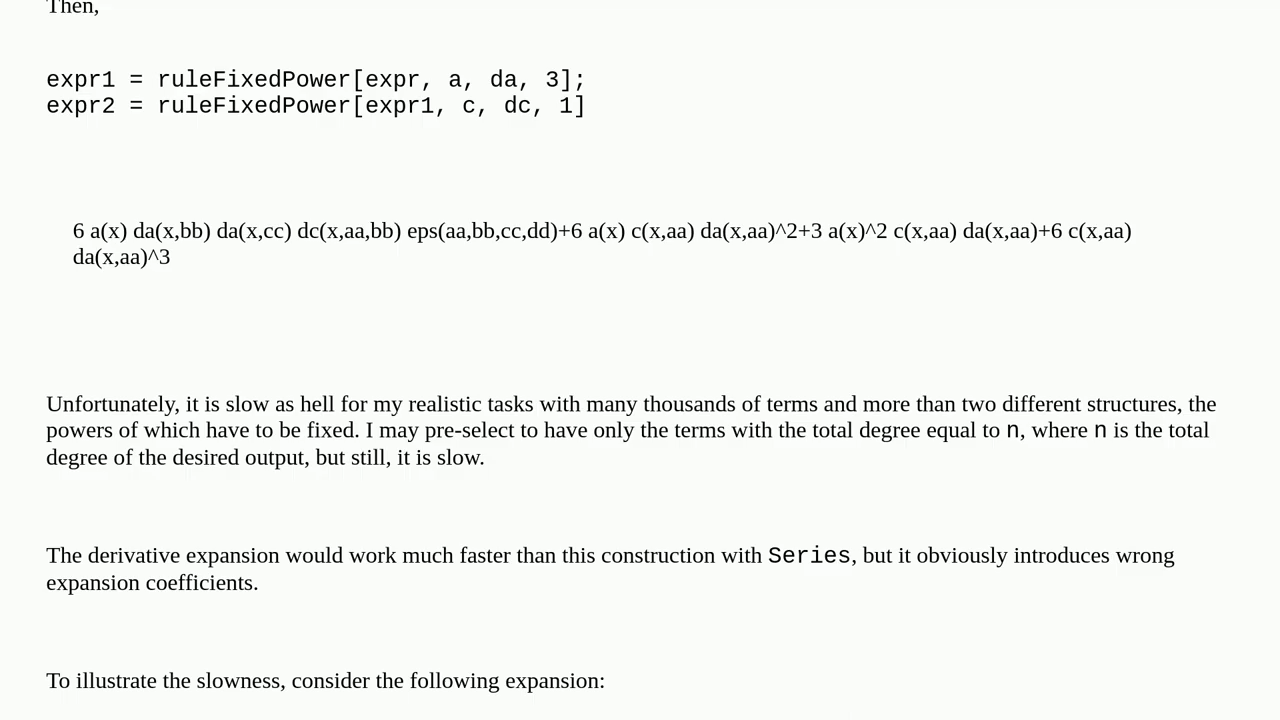 Then,
expr1 = ruleFixedPower[expr, a, da, 3];
expr2 = ruleFixedPower[expr1, c, dc, 1]
6 a(x) da(x,bb) da(x,cc) dc(x,aa,bb) eps(aa,bb,cc,dd)+6 a(x) c(x,aa) da(x,aa)^2+3 a(x)^2 c(x,aa) da(x,aa)+6 c(x,aa)
da(x,aa)^3
Unfortunately, it is slow as hell for my realistic tasks with many thousands of terms and more than two different structures, the
powers of which have to be fixed. I may pre-select to have only the terms with the total degree equal to n, where n is the total
degree of the desired output, but still, it is slow.
The derivative expansion would work much faster than this construction with Series, but it obviously introduces wrong
expansion coefficients.
To illustrate the slowness, consider the following expansion: